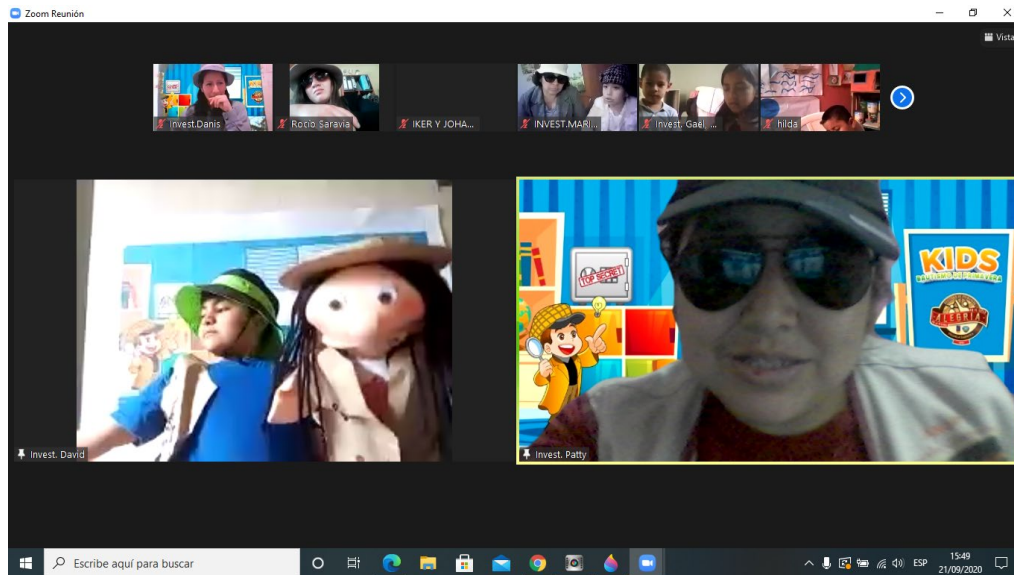 Zoom Reunión
Vista
Invest.Danis
Rocio Saravia
IKER Y JOHA...
INVEST.MARI...
Invest. Gael, ...
hilda
TOP SECRET
KIDS
ALEGRÍA
Invest. David
Invest. Patty
Escribe aquí para buscar
ESP
15:49
21/09/2020